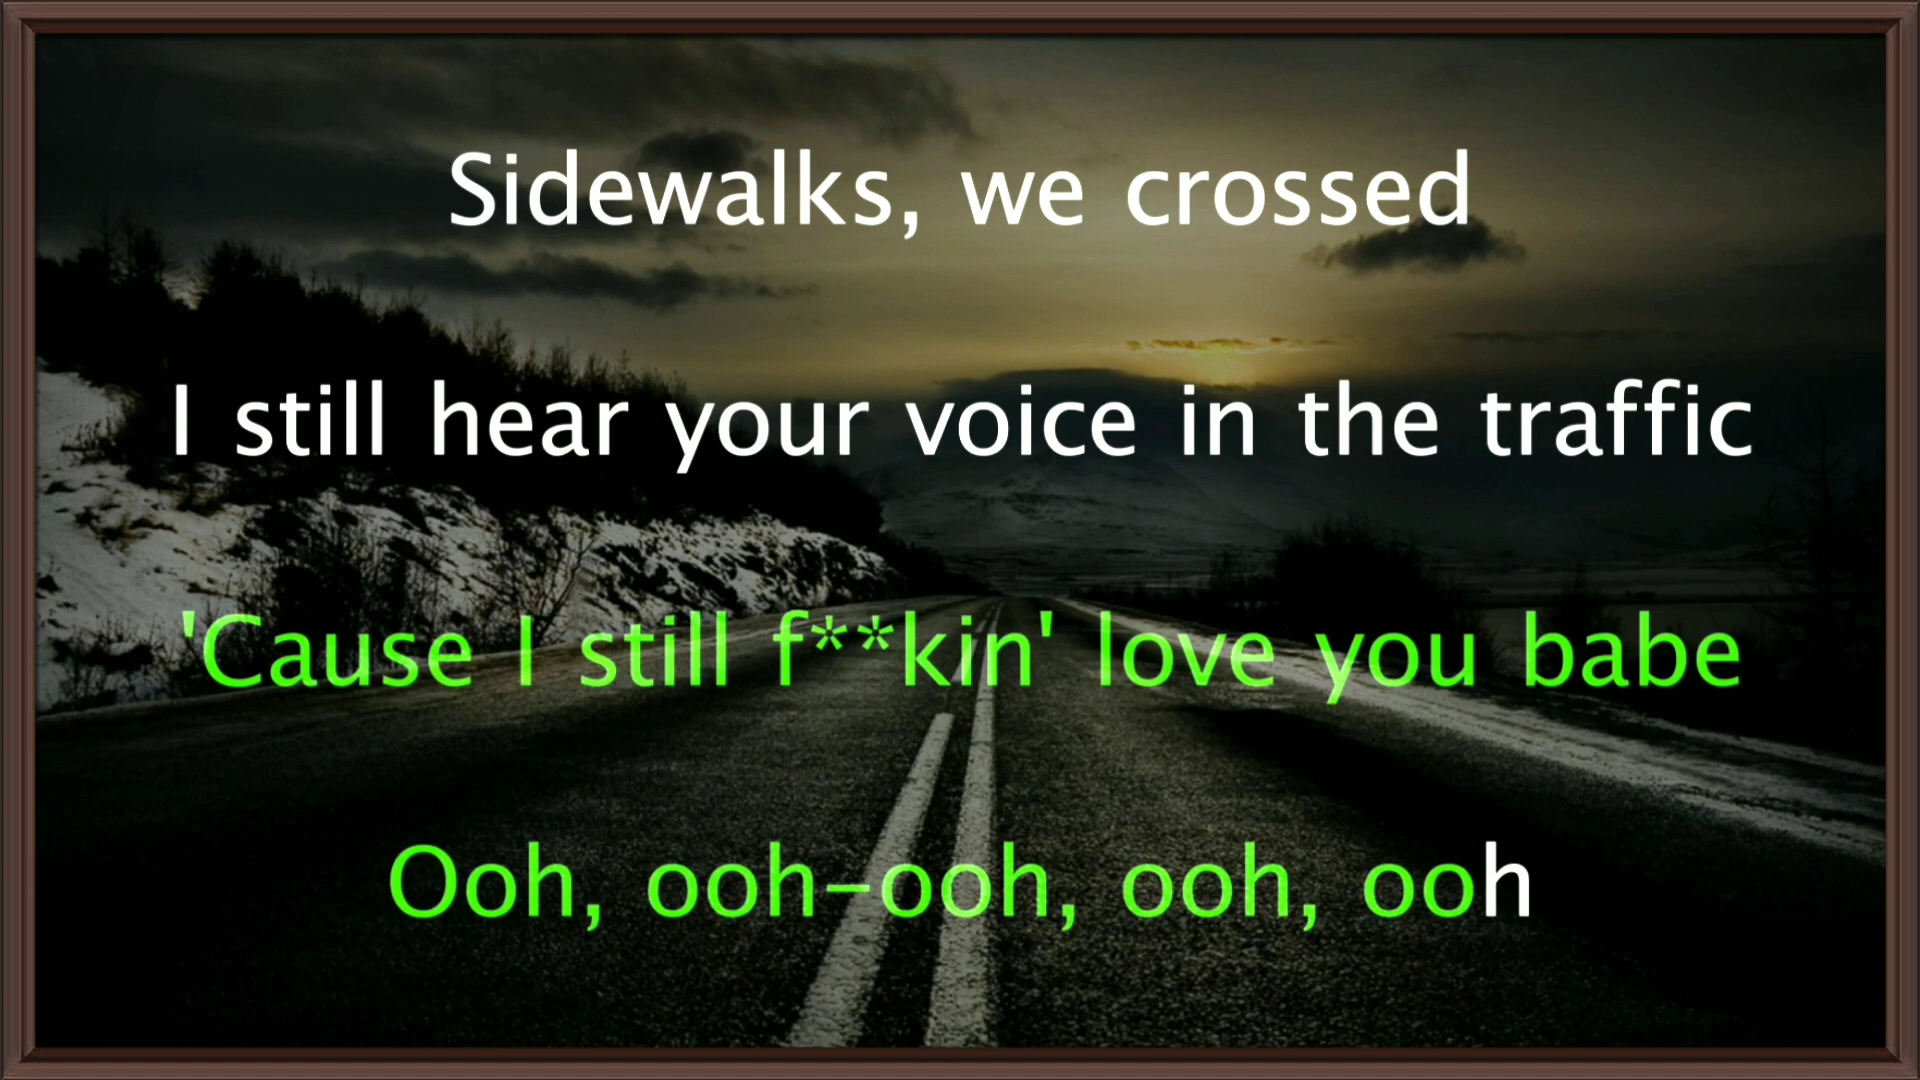 Sidewalks, we crossed
I still hear your voice in the traffic
'Cause I still f**kin' love you babe
Ooh, ooh-ooh, ooh, ooh